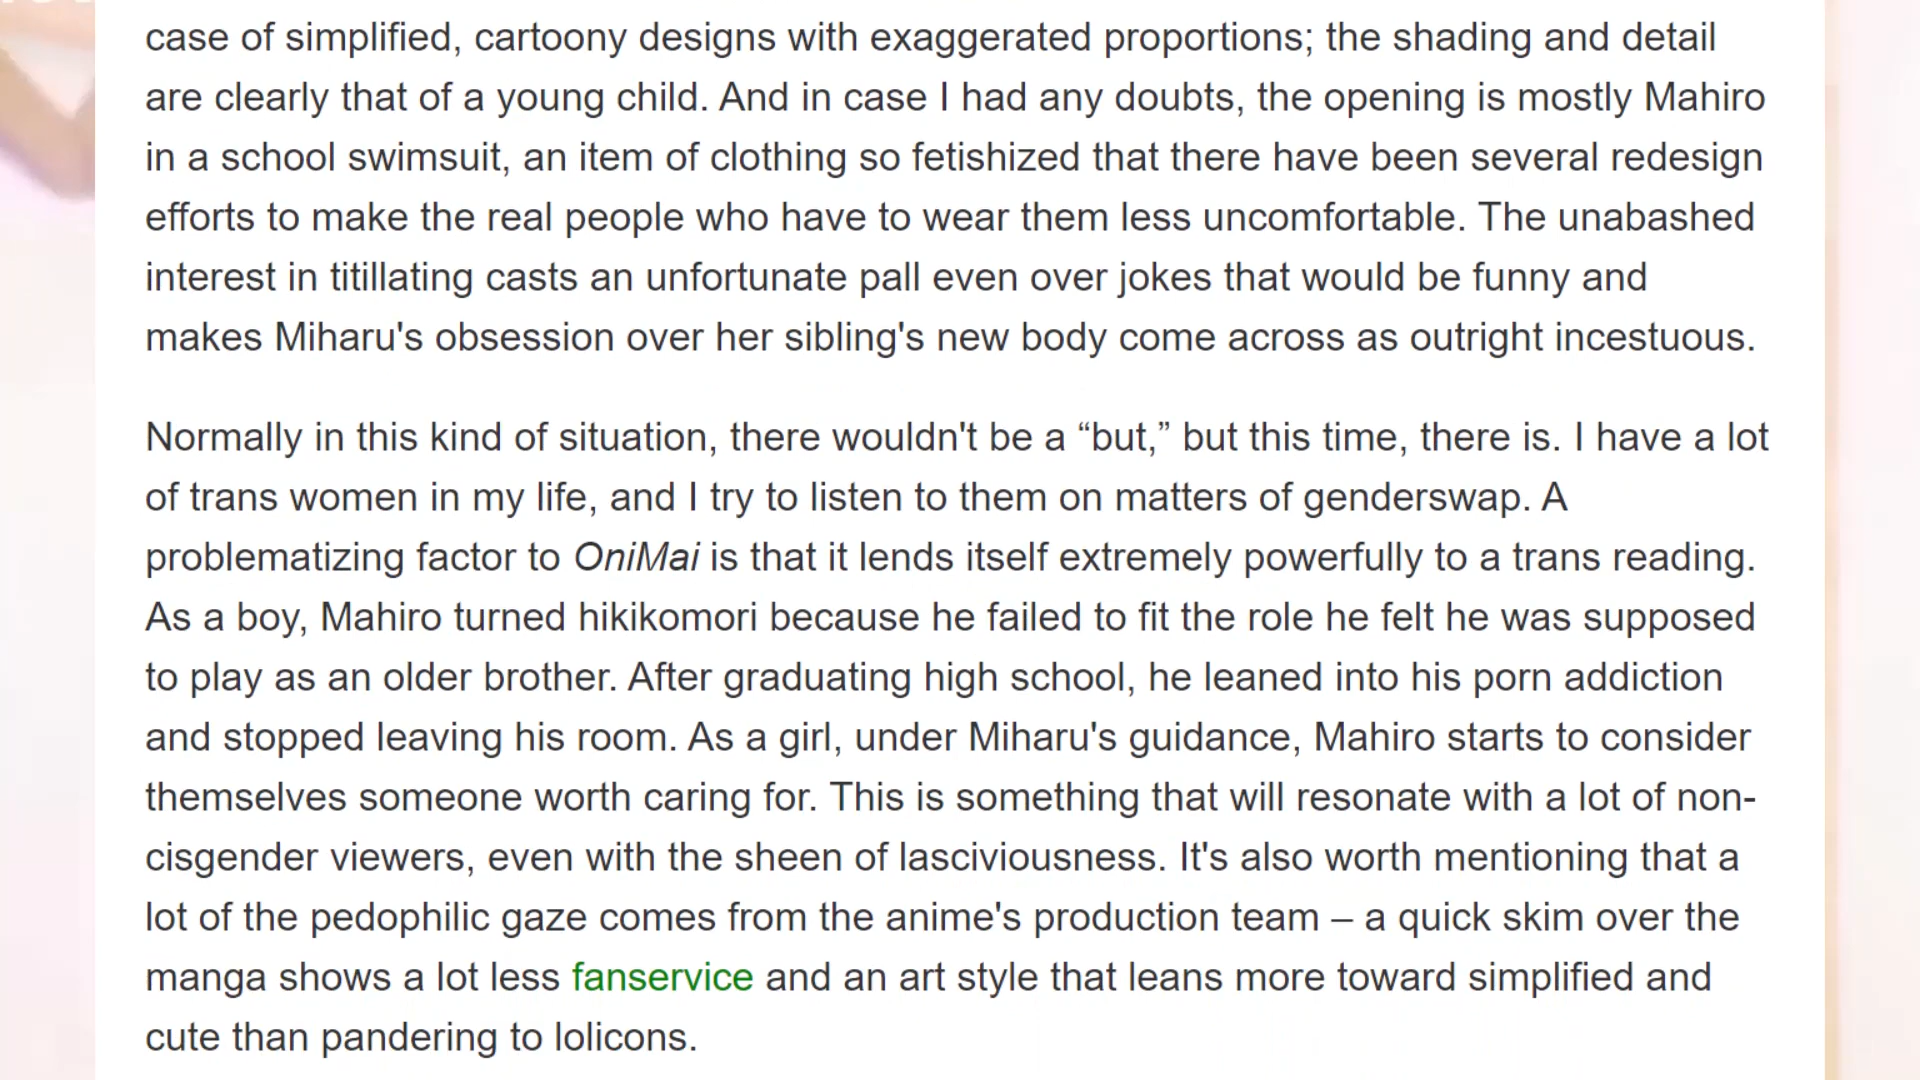 case of simplified, cartoony designs with exaggerated proportions; the shading and detail
are clearly that of a young child. And in case I had any doubts, the opening is mostly Mahiro
in a school swimsuit, an item of clothing so fetishized that there have been several redesign
efforts to make the real people who have to wear them less uncomfortable. The unabashed
interest in titillating casts an unfortunate pall even over jokes that would be funny and
makes Miharu's obsession over her sibling's new body come across as outright incestuous.
Normally in this kind of situation, there wouldn't be a “but,” but this time, there is. I have a lot
of trans women in my life, and I try to listen to them on matters of genderswap. A
problematizing factor to OniMai is that it lends itself extremely powerfully to a trans reading.
As a boy, Mahiro turned hikikomori because he failed to fit the role he felt he was supposed
to play as an older brother. After graduating high school, he leaned into his porn addiction
and stopped leaving his room. As a girl, under Miharu's guidance, Mahiro starts to consider
themselves someone worth caring for. This is something that will resonate with a lot of non-
cisgender viewers, even with the sheen of lasciviousness. It's also worth mentioning that a
lot of the pedophilic gaze comes from the anime's production team – a quick skim over the
manga shows a lot less fanservice and an art style that leans more toward simplified and
cute than pandering to lolicons.